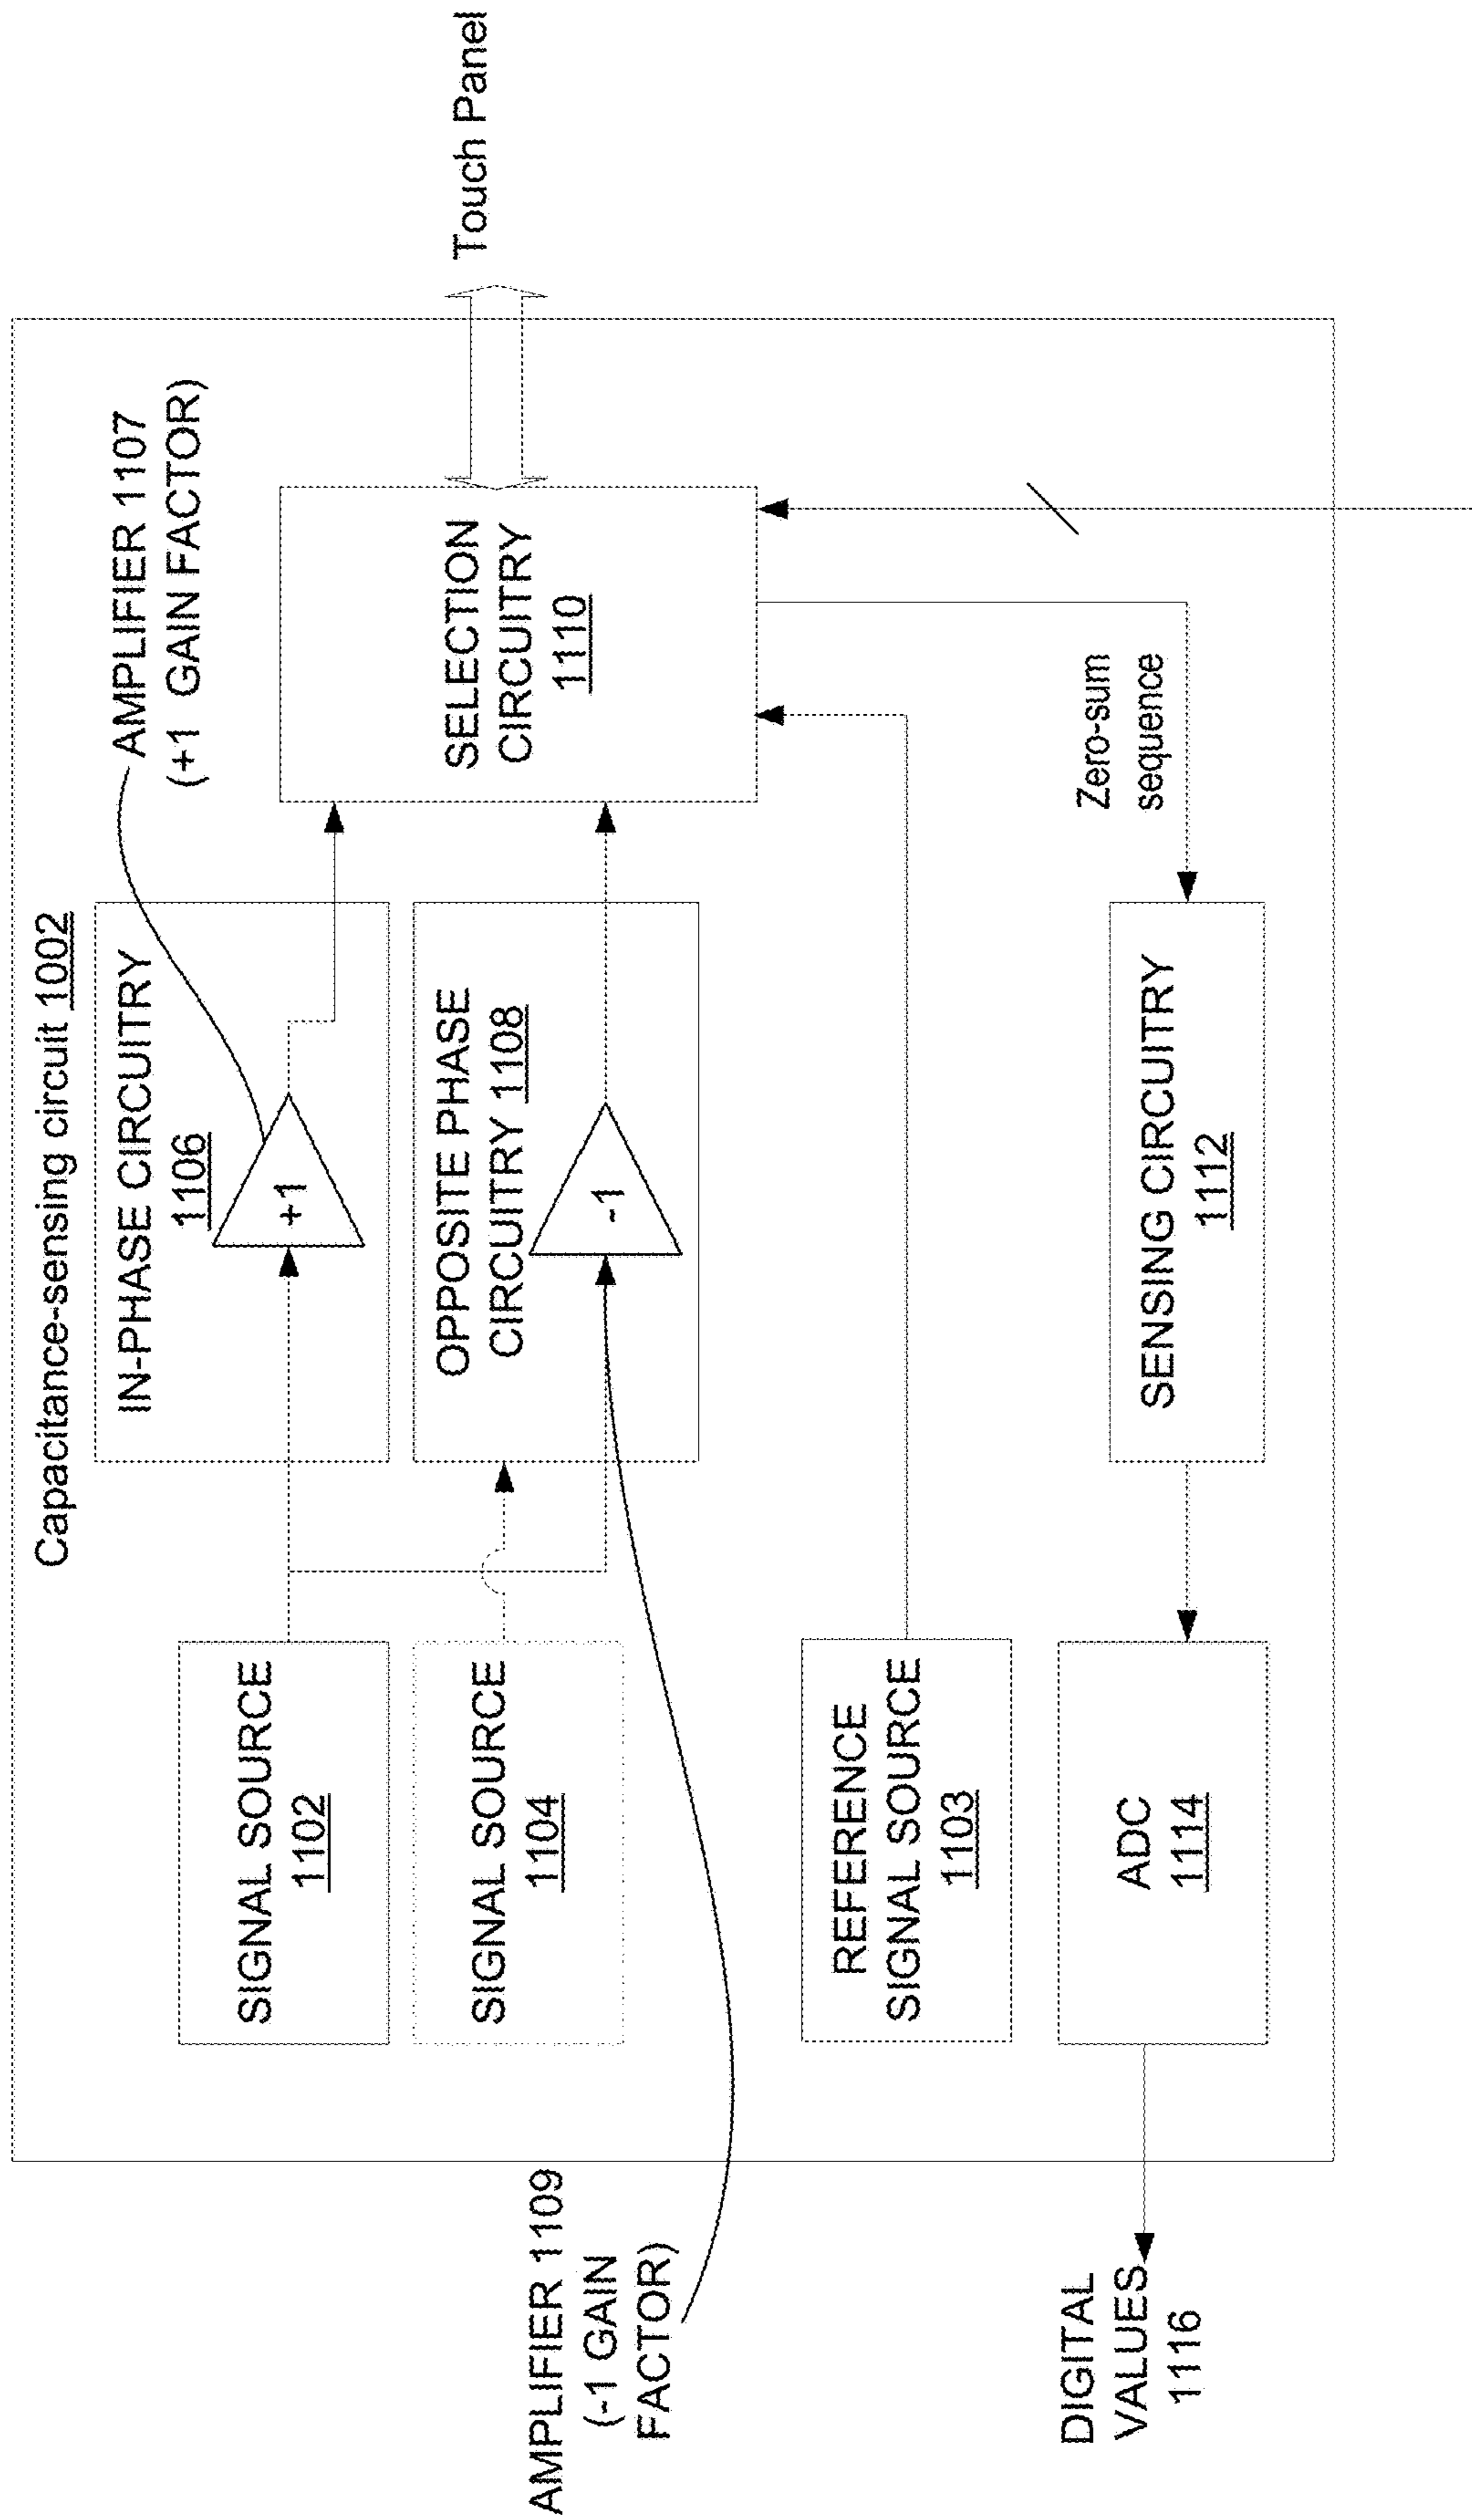 Capacitance-sensing circuit 1002
AMPLIFIER 1107
(+1 GAIN FACTOR)
IN-PHASE CIRCUITRY
1106
+1
SIGNAL SOURCE
1102
OPPOSITE PHASE
CIRCUITRY 1108
-1
SIGNAL SOURCE
1104
SELECTION
CIRCUITRY
1110
Touch Panel
AMPLIFIER 1109
(-1 GAIN
FACTOR)
REFERENCE
SIGNAL SOURCE
1103
Zero-sum
sequence
SENSING CIRCUITRY
1112
ADC
1114
DIGITAL
VALUES
1116